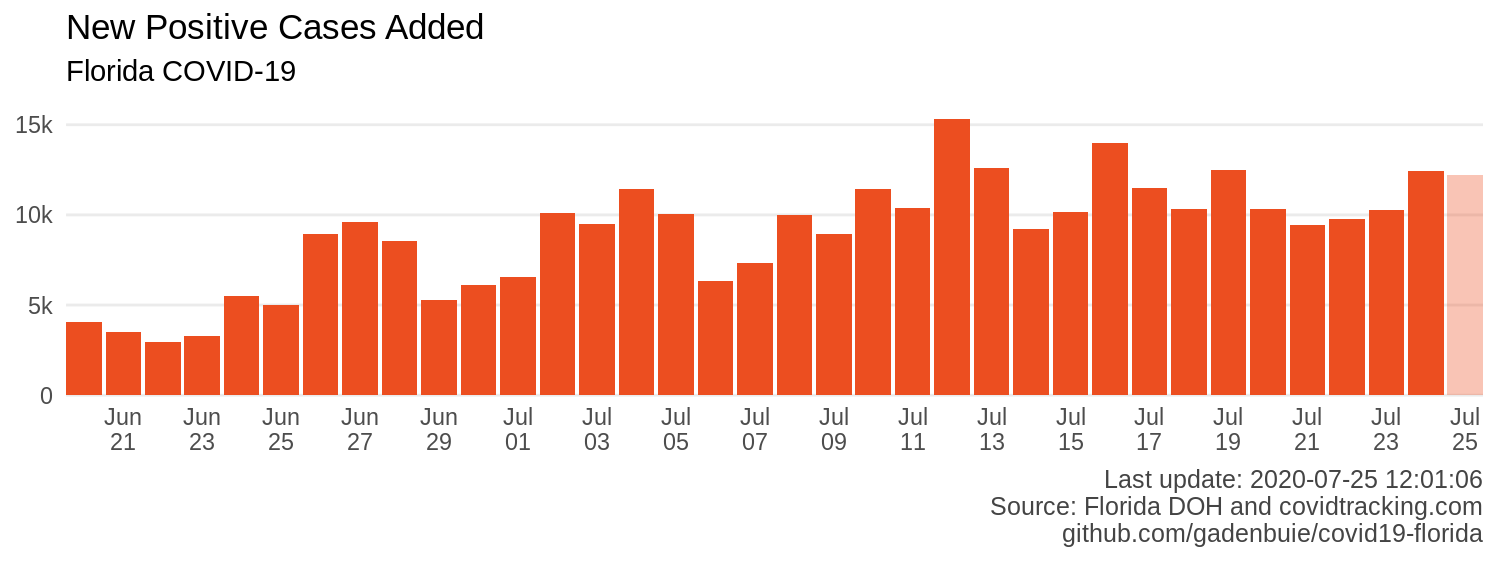 New Positive Cases Added
Florida COVID-19
15k
10k
5k
0
Jun Jun Jun Jun Jun Jul Jul Jul Jul Jul Jul Jul Jul Jul Jul Jul Jul Jul
21 23 25 27 29 01 03 05 07 09 11 13 15 17 19 21 23 25
Last update: 2020-07-25 12:01:06
Source: Florida DOH and covidtracking.com
github.com/gadenbuie/covid19-florida